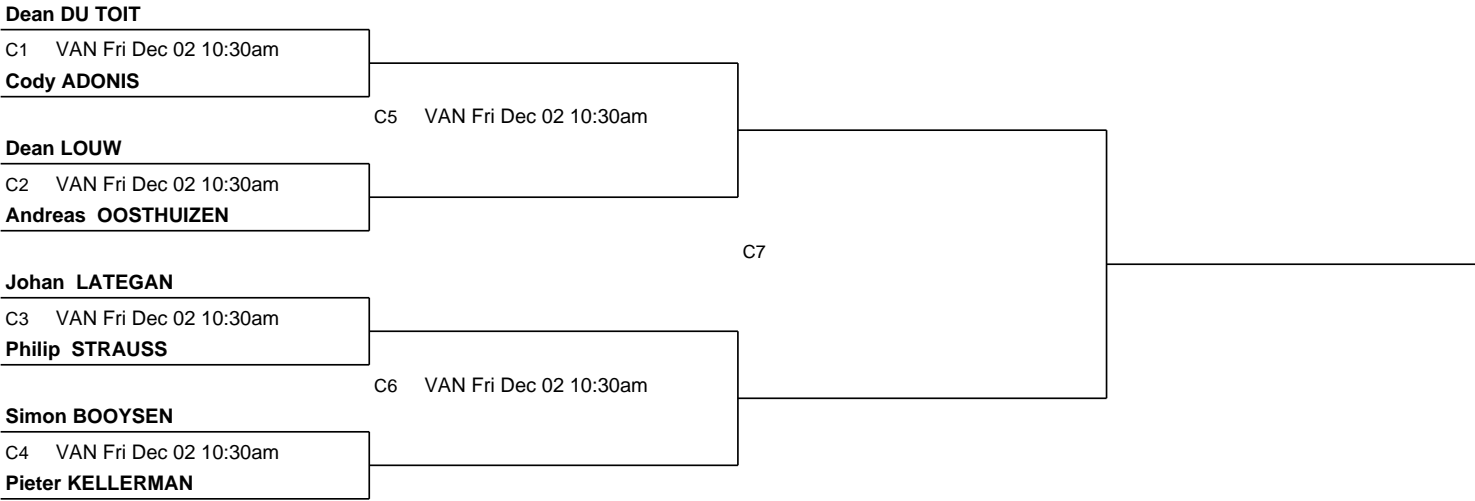 Dean DU TOIT
C1 VAN Fri Dec 02 10:30am
Cody ADONIS
C5 VAN Fri Dec 02 10:30am
Dean LOUW
C2 VAN Fri Dec 02 10:30am
Andreas OOSTHUIZEN
C7
Johan LATEGAN
C3 VAN Fri Dec 02 10:30am
Philip STRAUSS
C6 VAN Fri Dec 02 10:30am
Simon BOOYSEN
C4 VAN Fri Dec 02 10:30am
Pieter KELLERMAN